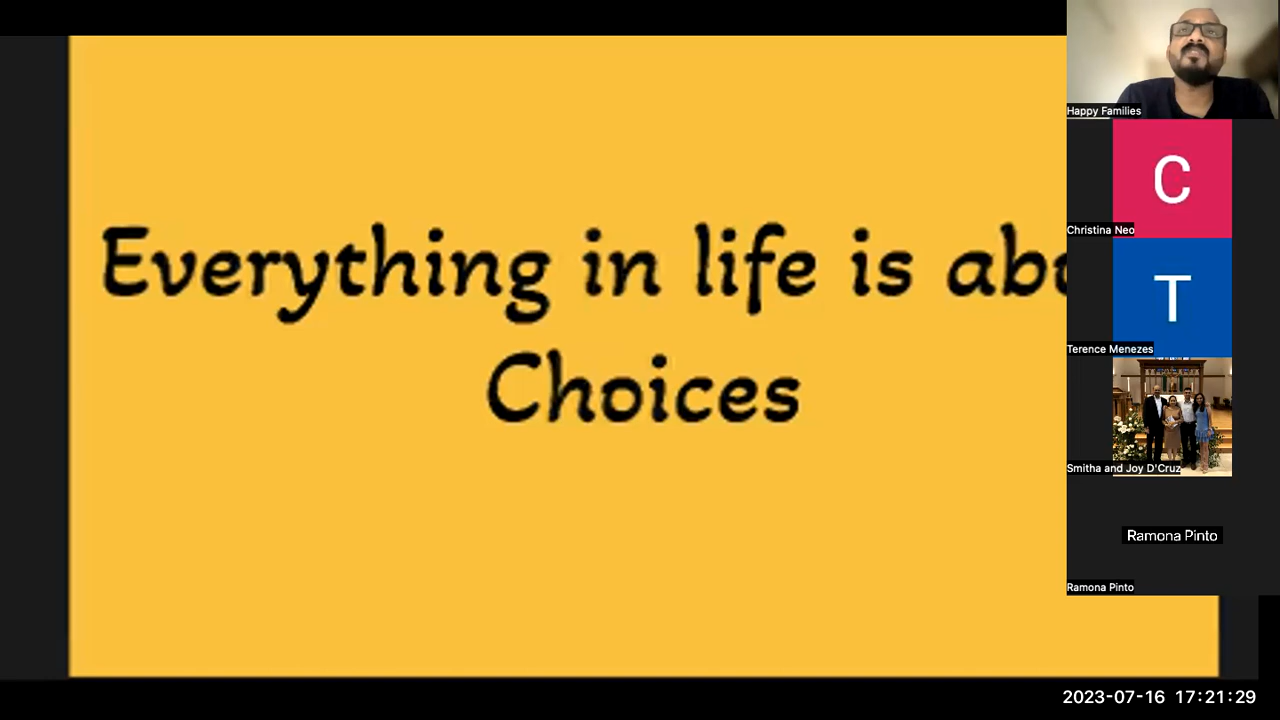 Everything in life is abo
Choices
Happy Families
C
Christina Neo
T
Terence Menezes
Smitha and Joy D'Cruz
Ramona Pinto
Ramona Pinto
2023-07-16 17:21:29